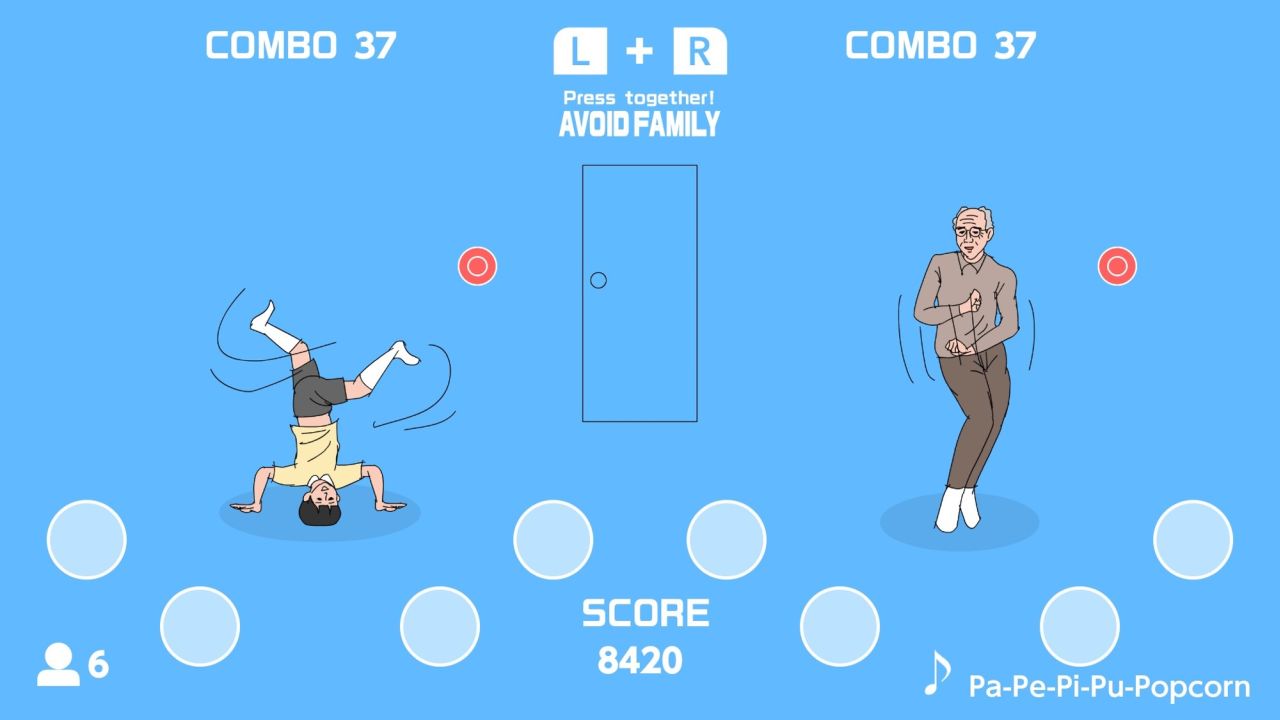 COMBO 37
L + R
COMBO 37
Press together!
AVOID FAMILY
SCORE
8420
6
Pa-Pe-Pi-Pu-Popcorn